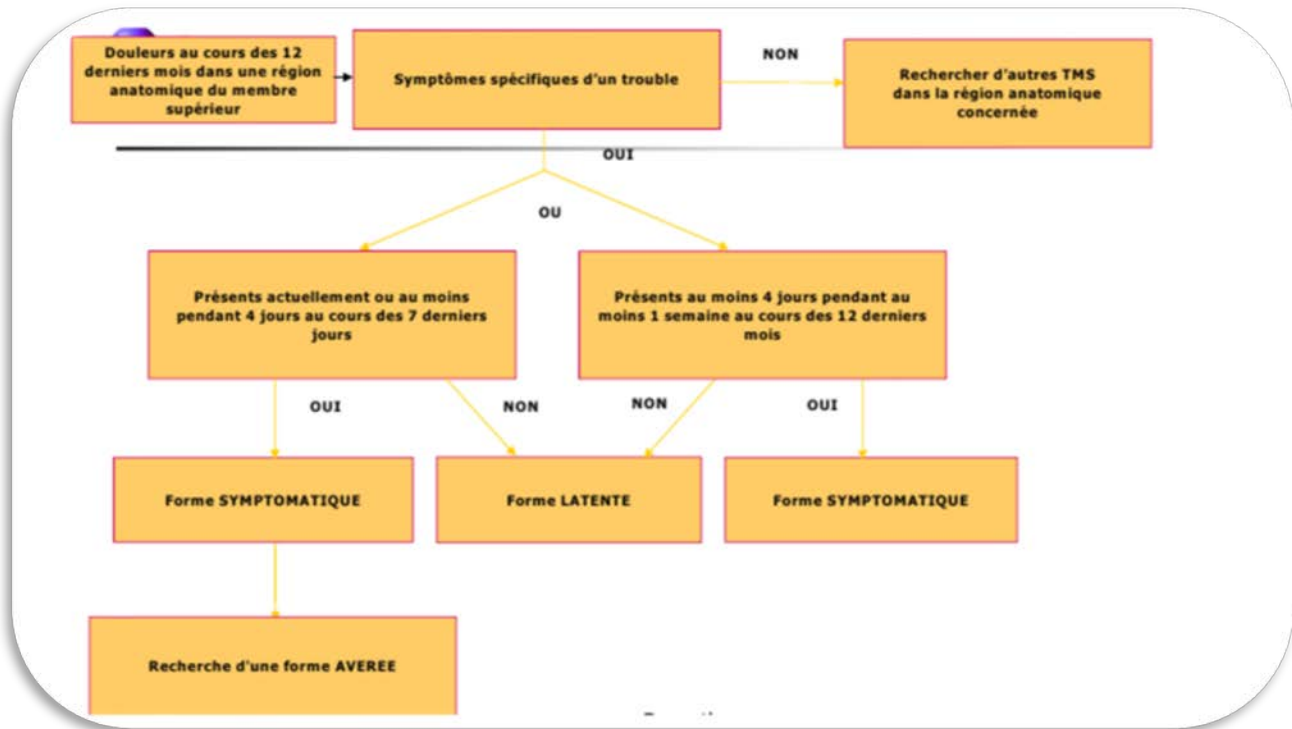 Douleurs au cours des 12
derniers mois dans une région
anatomique du membre
supérieur
Symptômes spécifiques d'un trouble
NON
Rechercher d'autres TMS
dans la région anatomique
concernée
OUI
OU
Présents actuellement ou au moins
pendant 4 jours au cours des 7 derniers
jours
Présents au moins 4 jours pendant au
moins 1 semaine au cours des 12 derniers
mois
OUI
NON
NON
OUI
Forme SYMPTOMATIQUE
Forme LATENTE
Forme SYMPTOMATIQUE
Recherche d'une forme AVEREE